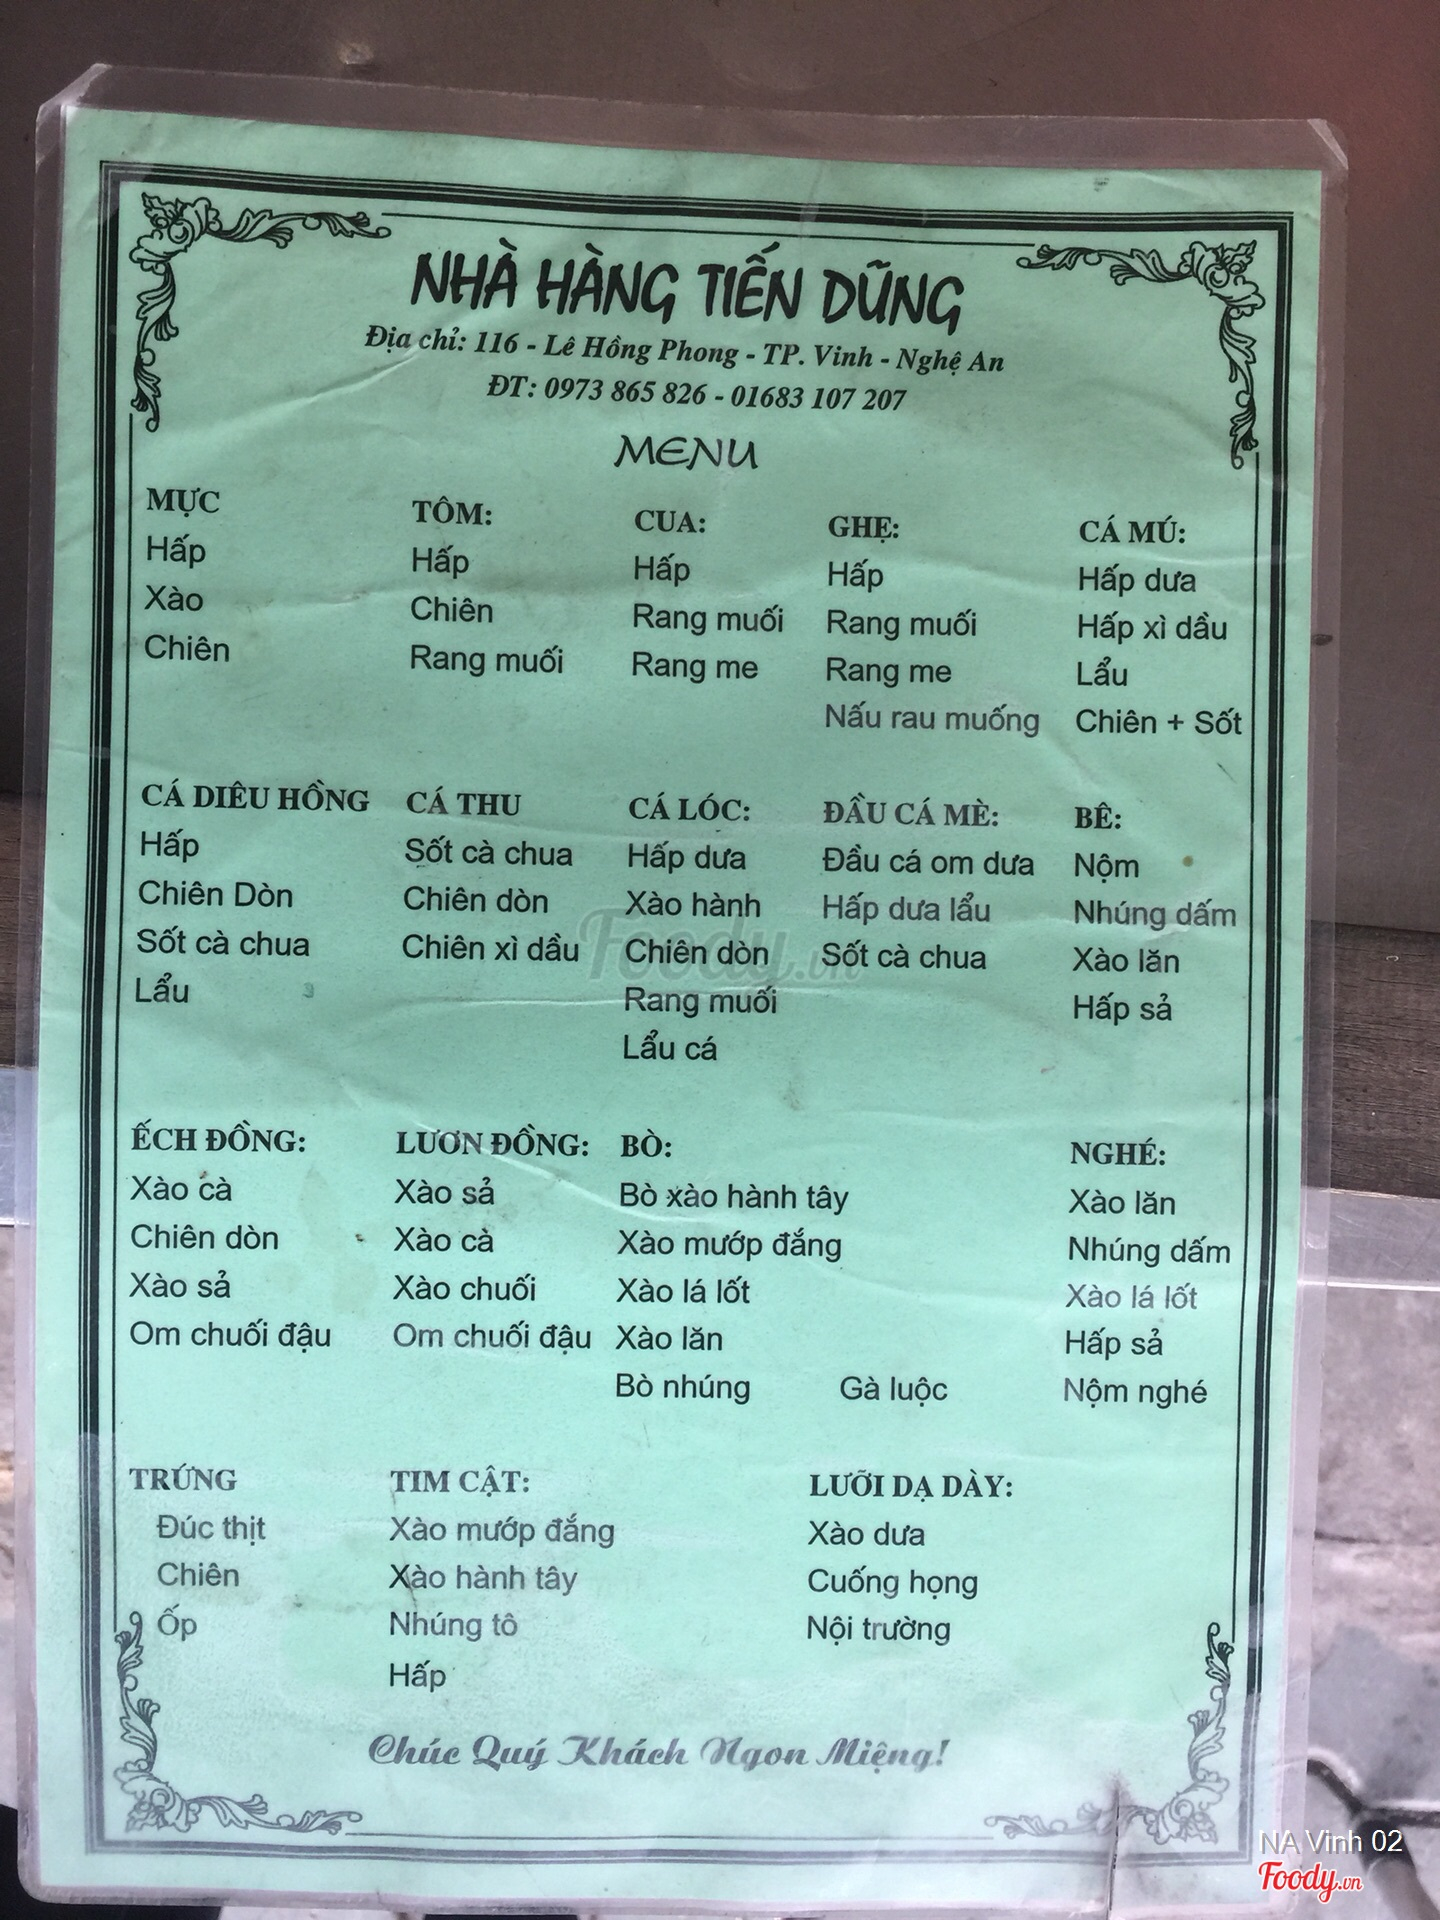 NHÀ HÀNG TIẾN DŨNG
Địa chỉ: 116 - Lê Hồng Phong - TP. Vinh - Nghệ An
ĐT: 0973 865 826 - 01683 107 207
MENU
MỰC
Hấp
Xào
Chiên
TÔM:
Hấp
Chiên
Rang muối
CUA:
Hấp
Rang muối
Rang me
GHẸ:
Hấp
Rang muối
Rang me
Nấu rau muống
CÁ MÚ:
Hấp dưa
Hấp xì dầu
Lẩu
Chiên + Sốt
CÁ DIÊU HỒNG
Hấp
Chiên Dòn
Sốt cà chua
Lẩu
CÁ THU
Sốt cà chua
Chiên dòn
Chiên xì dầu
CÁ LÓC:
Hấp dưa
Xào hành
Chiên dòn
Rang muối
Lẩu cá
ĐẦU CÁ MÈ:
Đầu cá om dưa
Hấp dưa lẩu
Sốt cà chua
BÊ:
Nộm
Nhúng dấm
Xào lăn
Hấp sả
ẾCH ĐỒNG:
Xào cà
Chiên dòn
Xào sả
Om chuối đậu
LƯƠN ĐỒNG:
Xào sả
Xào cà
Xào chuối
Om chuối đậu
BÒ:
Bò xào hành tây
Xào mướp đắng
Xào lá lốt
Xào lăn
Bò nhúng
Gà luộc
NGHÉ:
Xào lăn
Nhúng dấm
Xào lá lốt
Hấp sả
Nộm nghé
TRỨNG
Đúc thịt
Chiên
Ốp
TIM CẬT:
Xào mướp đắng
Xào hành tây
Nhúng tô
Hấp
LƯỠI DẠ DÀY:
Xào dưa
Cuống họng
Nội trường
Chúc Quý Khách Ngon Miệng!
Foody.vn
NA Vinh 02
Foody.vn